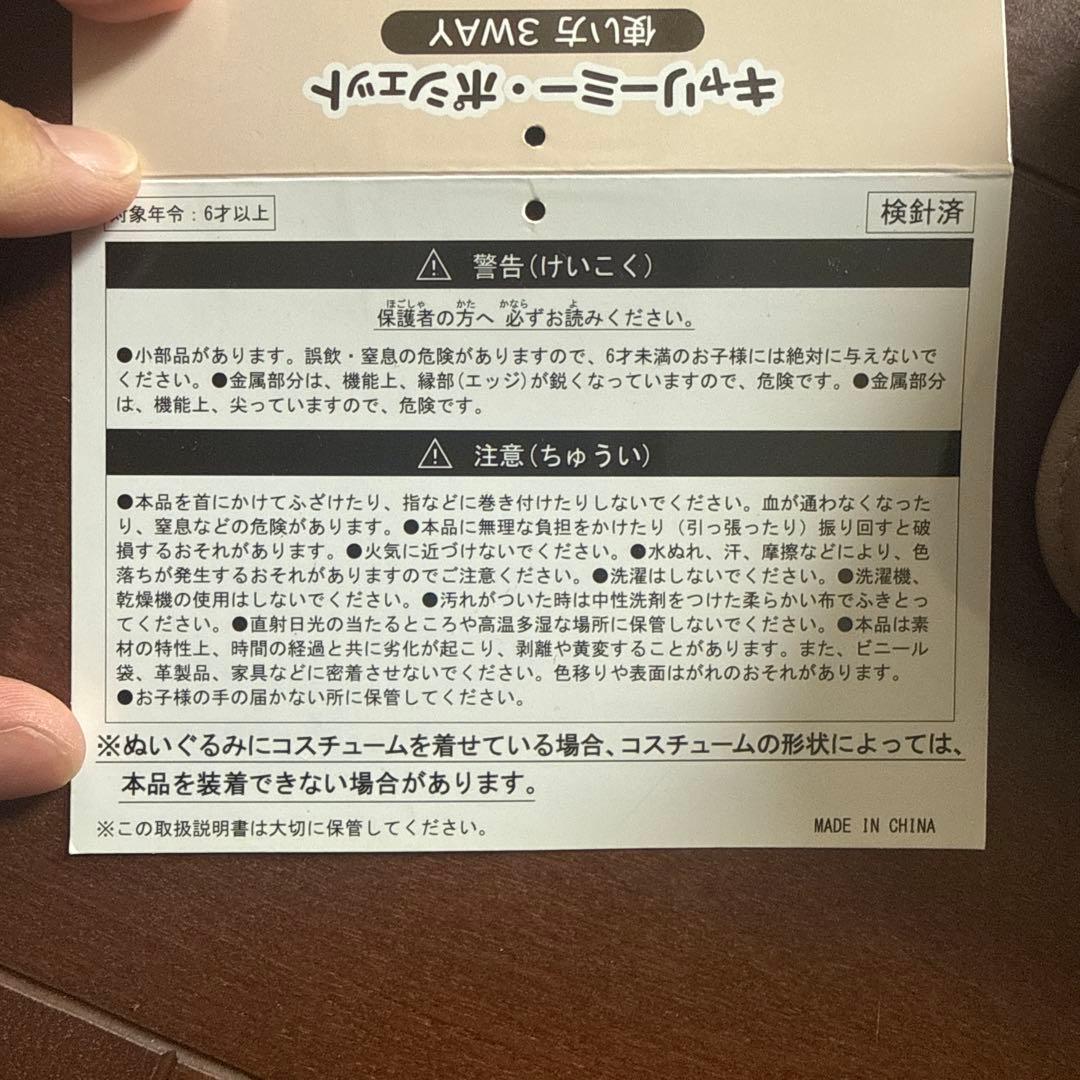 キャリーミー・ポシェット
使い方 3WAY
対象年令：6才以上
検針済
⚠ 警告(けいこく)
保護者の方へ 必ずお読みください。
ほごしゃ かた かなら よ
●小部品があります。誤飲・窒息の危険がありますので、6才未満のお子様には絶対に与えないで
ください。●金属部分は、機能上、縁部(エッジ)が鋭くなっていますので、危険です。●金属部分
は、機能上、尖っていますので、危険です。
⚠ 注意(ちゅうい)
●本品を首にかけてふざけたり、指などに巻き付けたりしないでください。血が通わなくなった
り、窒息などの危険があります。●本品に無理な負担をかけたり（引っ張ったり）振り回すと破
損するおそれがあります。●火気に近づけないでください。●水ぬれ、汗、摩擦などにより、色
落ちが発生するおそれがありますのでご注意ください。●洗濯はしないでください。●洗濯機、
乾燥機の使用はしないでください。●汚れがついた時は中性洗剤をつけた柔らかい布でふきとっ
てください。●直射日光の当たるところや高温多湿な場所に保管しないでください。●本品は素
材の特性上、時間の経過と共に劣化が起こり、剥離や黄変することがあります。また、ビニール
袋、革製品、家具などに密着させないでください。色移りや表面はがれのおそれがあります。
●お子様の手の届かない所に保管してください。
※ぬいぐるみにコスチュームを着せている場合、コスチュームの形状によっては、
本品を装着できない場合があります。
※この取扱説明書は大切に保管してください。
MADE IN CHINA